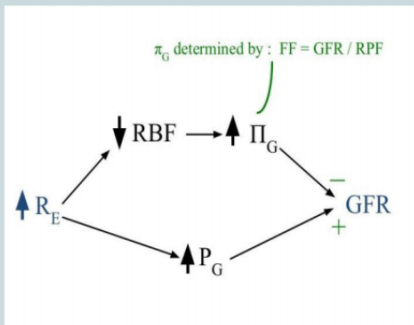 π_G determined by : FF = GFR / RPF
↓ RBF → ↑ Π_G
−
↑ R_E
GFR
+
↑ P_G